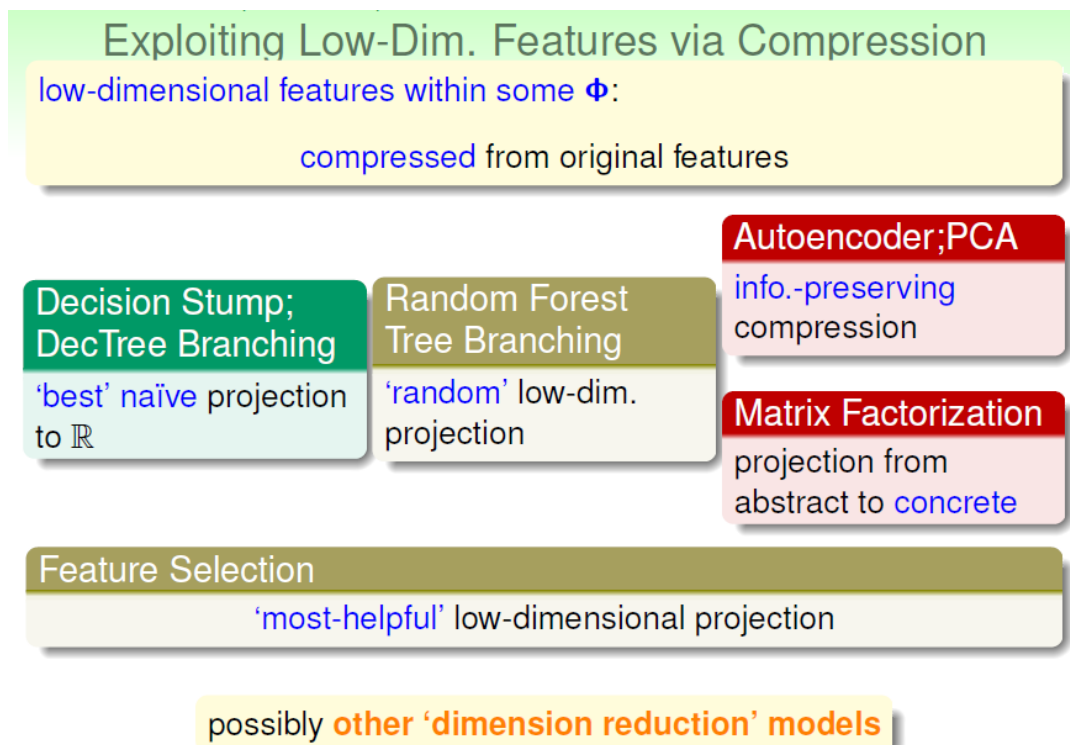 Exploiting Low-Dim. Features via Compression
low-dimensional features within some Φ:
compressed from original features
Decision Stump;
DecTree Branching
'best' naïve projection
to ℝ
Random Forest
Tree Branching
'random' low-dim.
projection
Autoencoder;PCA
info.-preserving
compression
Matrix Factorization
projection from
abstract to concrete
Feature Selection
'most-helpful' low-dimensional projection
possibly other 'dimension reduction' models